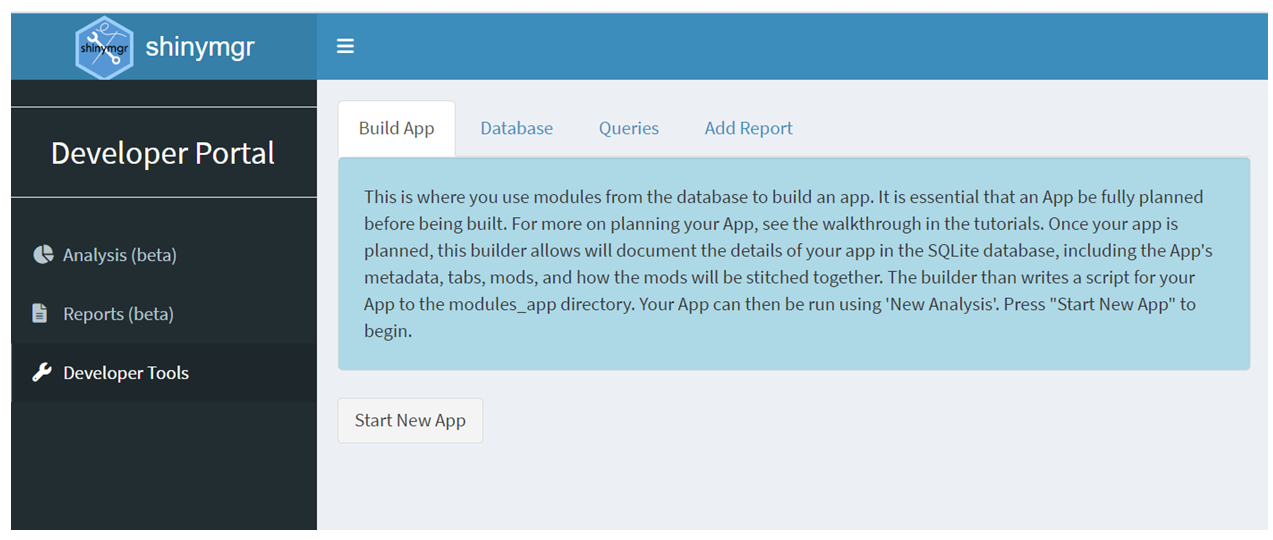 shinymgr
shinymgr
Developer Portal
Analysis (beta)
Reports (beta)
Developer Tools
Build App
Database
Queries
Add Report
This is where you use modules from the database to build an app. It is essential that an App be fully planned
before being built. For more on planning your App, see the walkthrough in the tutorials. Once your app is
planned, this builder allows will document the details of your app in the SQLite database, including the App's
metadata, tabs, mods, and how the mods will be stitched together. The builder than writes a script for your
App to the modules_app directory. Your App can then be run using 'New Analysis'. Press "Start New App" to
begin.
Start New App